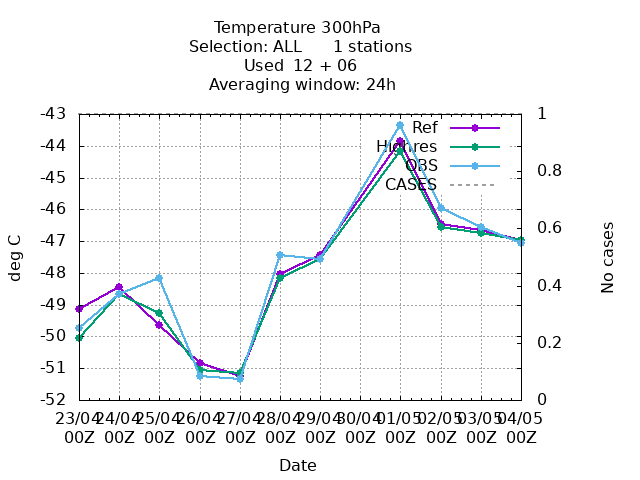 Temperature 300hPa
Selection: ALL 1 stations
Used 12 + 06
Averaging window: 24h
-43 1
Ref
-44
Highres
OBS
-45 0.8
CASES
-46
0.6
-47
deg C
No cases
-48
0.4
-49
-50
0.2
-51
-52 0
23/04 24/04 25/04 26/04 27/04 28/04 29/04 30/04 01/05 02/05 03/05 04/05
00Z 00Z 00Z 00Z 00Z 00Z 00Z 00Z 00Z 00Z 00Z 00Z
Date